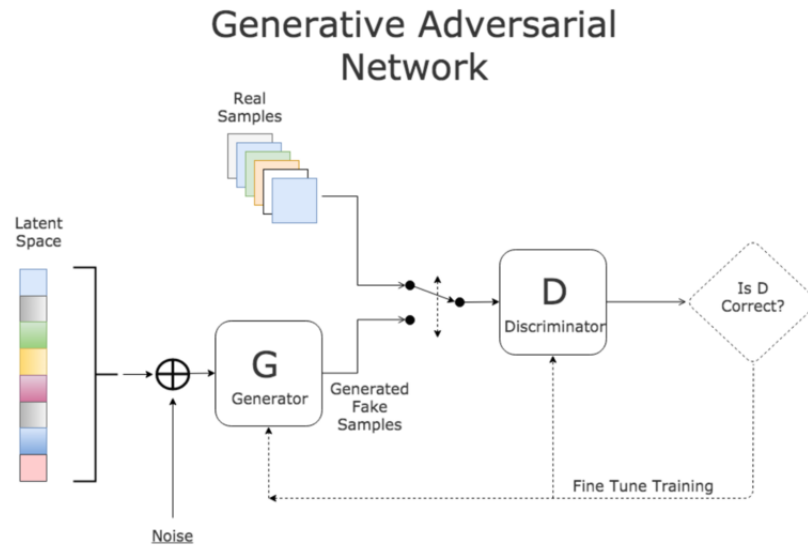 Generative Adversarial
Network
Real
Samples
Latent
Space
G
Generator
Generated
Fake
Samples
D
Discriminator
Is D
Correct?
Fine Tune Training
Noise